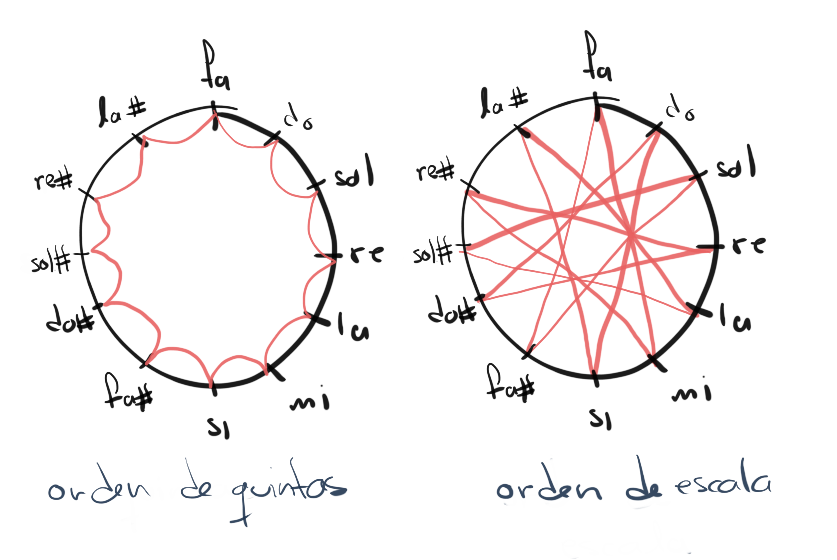 fa
do
sol
re
la
mi
si
fa#
do#
sol#
re#
la#
orden de quintas
fa
do
sol
re
la
mi
si
fa#
do#
sol#
re#
la#
orden de escala